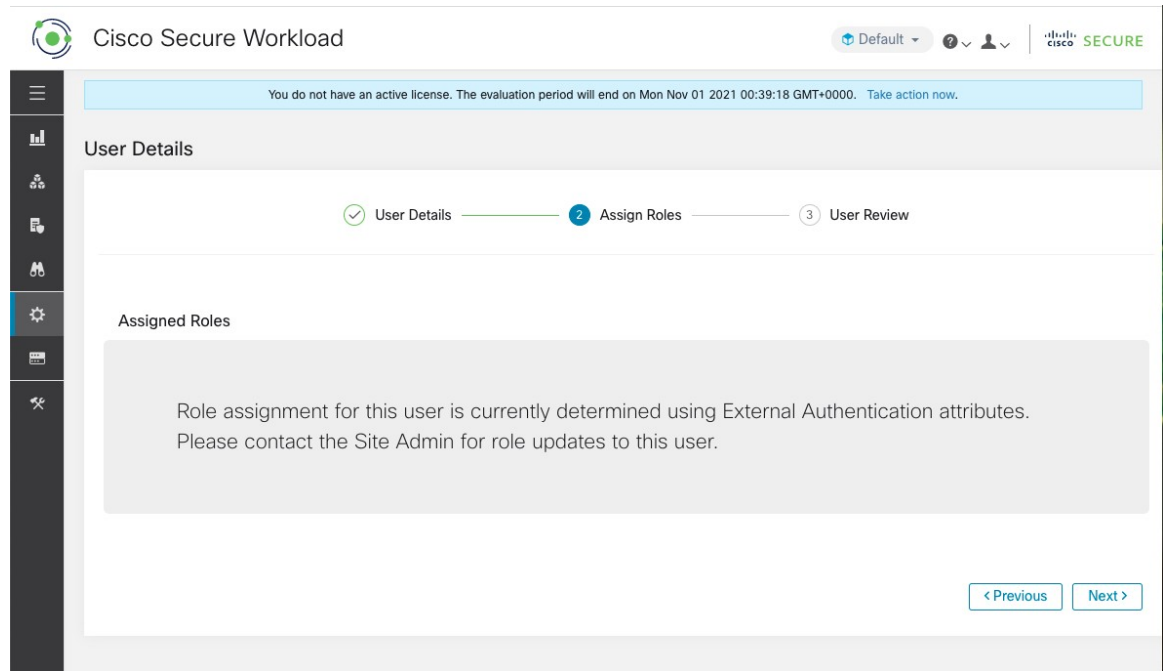 Cisco Secure Workload
Default
cisco SECURE
You do not have an active license. The evaluation period will end on Mon Nov 01 2021 00:39:18 GMT+0000. Take action now.
User Details
User Details 2 Assign Roles 3 User Review
Assigned Roles
Role assignment for this user is currently determined using External Authentication attributes.
Please contact the Site Admin for role updates to this user.
< Previous Next >